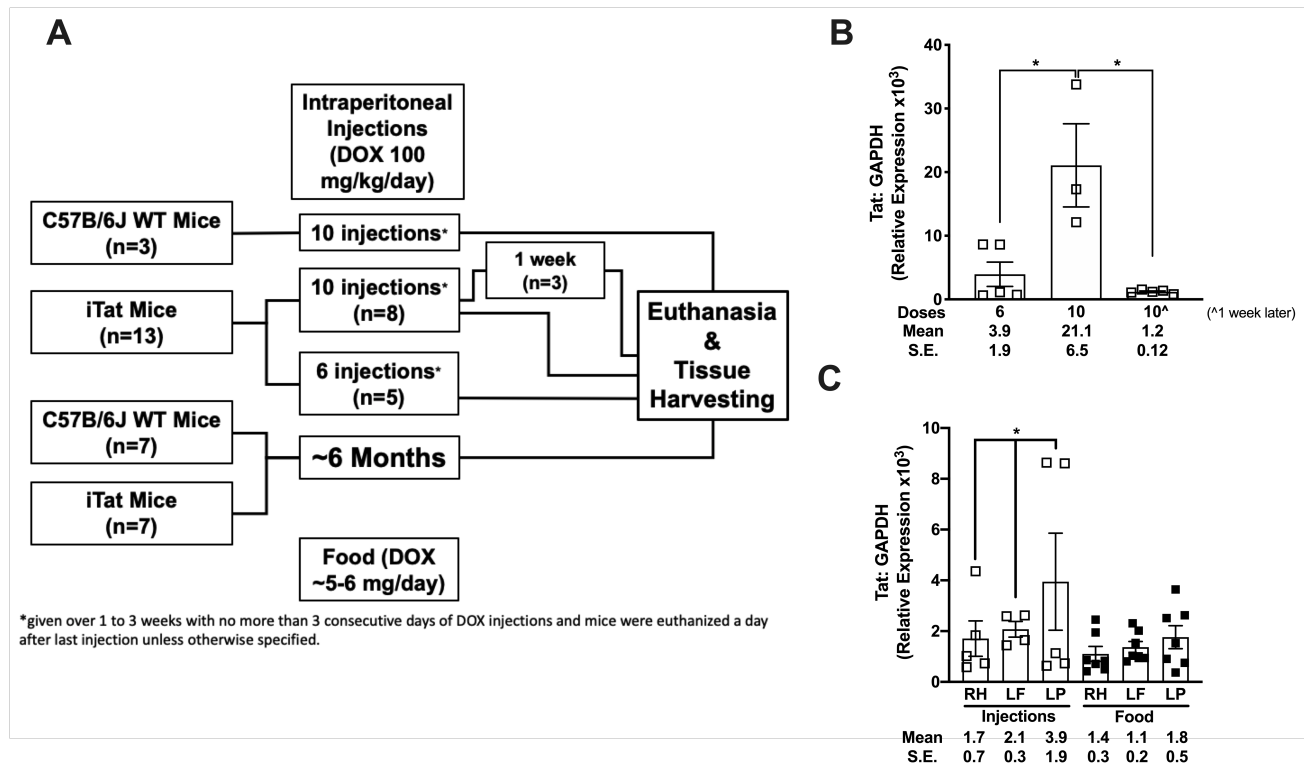 A
Intraperitoneal
Injections
(DOX 100
mg/kg/day)
C57B/6J WT Mice
(n=3)
10 injections*
1 week
(n=3)
iTat Mice
(n=13)
10 injections*
(n=8)
6 injections*
(n=5)
Euthanasia
&
Tissue
Harvesting
C57B/6J WT Mice
(n=7)
~6 Months
iTat Mice
(n=7)
Food (DOX
~5-6 mg/day)
*given over 1 to 3 weeks with no more than 3 consecutive days of DOX injections and mice were euthanized a day
after last injection unless otherwise specified.
B
Tat: GAPDH
(Relative Expression x10³)
40
30
20
10
0
* *
Doses 6 10 10^ (^1 week later)
Mean 3.9 21.1 1.2
S.E. 1.9 6.5 0.12
C
Tat: GAPDH
(Relative Expression x10³)
10
8
6
4
2
0
*
RH LF LP RH LF LP
Injections Food
Mean 1.7 2.1 3.9 1.4 1.1 1.8
S.E. 0.7 0.3 1.9 0.3 0.2 0.5